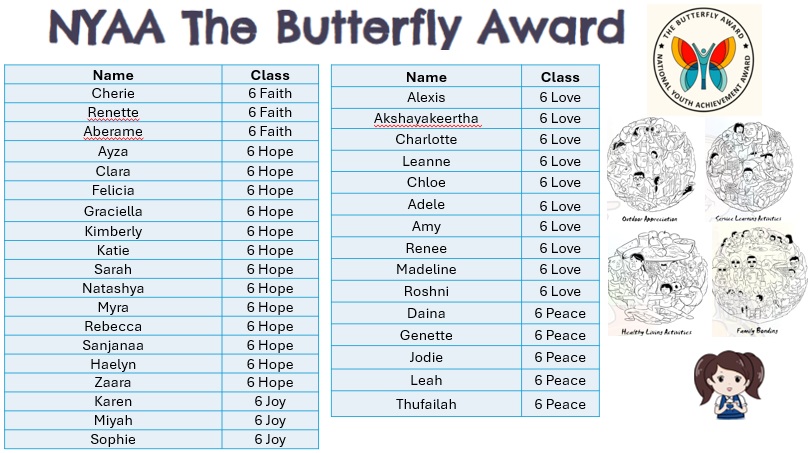 NYAA The Butterfly Award
Name Class
Cherie 6 Faith
Renette 6 Faith
Aberame 6 Faith
Ayza 6 Hope
Clara 6 Hope
Felicia 6 Hope
Graciella 6 Hope
Kimberly 6 Hope
Katie 6 Hope
Sarah 6 Hope
Natashya 6 Hope
Myra 6 Hope
Rebecca 6 Hope
Sanjanaa 6 Hope
Haelyn 6 Hope
Zaara 6 Hope
Karen 6 Joy
Miyah 6 Joy
Sophie 6 Joy
Name Class
Alexis 6 Love
Akshayakeertha 6 Love
Charlotte 6 Love
Leanne 6 Love
Chloe 6 Love
Adele 6 Love
Amy 6 Love
Renee 6 Love
Madeline 6 Love
Roshni 6 Love
Daina 6 Peace
Genette 6 Peace
Jodie 6 Peace
Leah 6 Peace
Thufailah 6 Peace
THE BUTTERFLY AWARD
NATIONAL YOUTH ACHIEVEMENT AWARD
Outdoor Appreciation
Service Learning Activities
Healthy Living Activities
Family Bonding